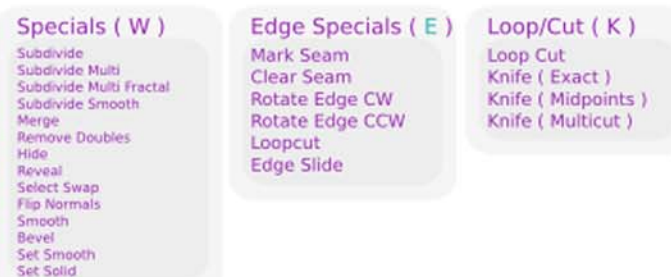 Specials ( W )
Subdivide
Subdivide Multi
Subdivide Multi Fractal
Subdivide Smooth
Merge
Remove Doubles
Hide
Reveal
Select Swap
Flip Normals
Smooth
Bevel
Set Smooth
Set Solid
Edge Specials ( E )
Mark Seam
Clear Seam
Rotate Edge CW
Rotate Edge CCW
Loopcut
Edge Slide
Loop/Cut ( K )
Loop Cut
Knife ( Exact )
Knife ( Midpoints )
Knife ( Multicut )